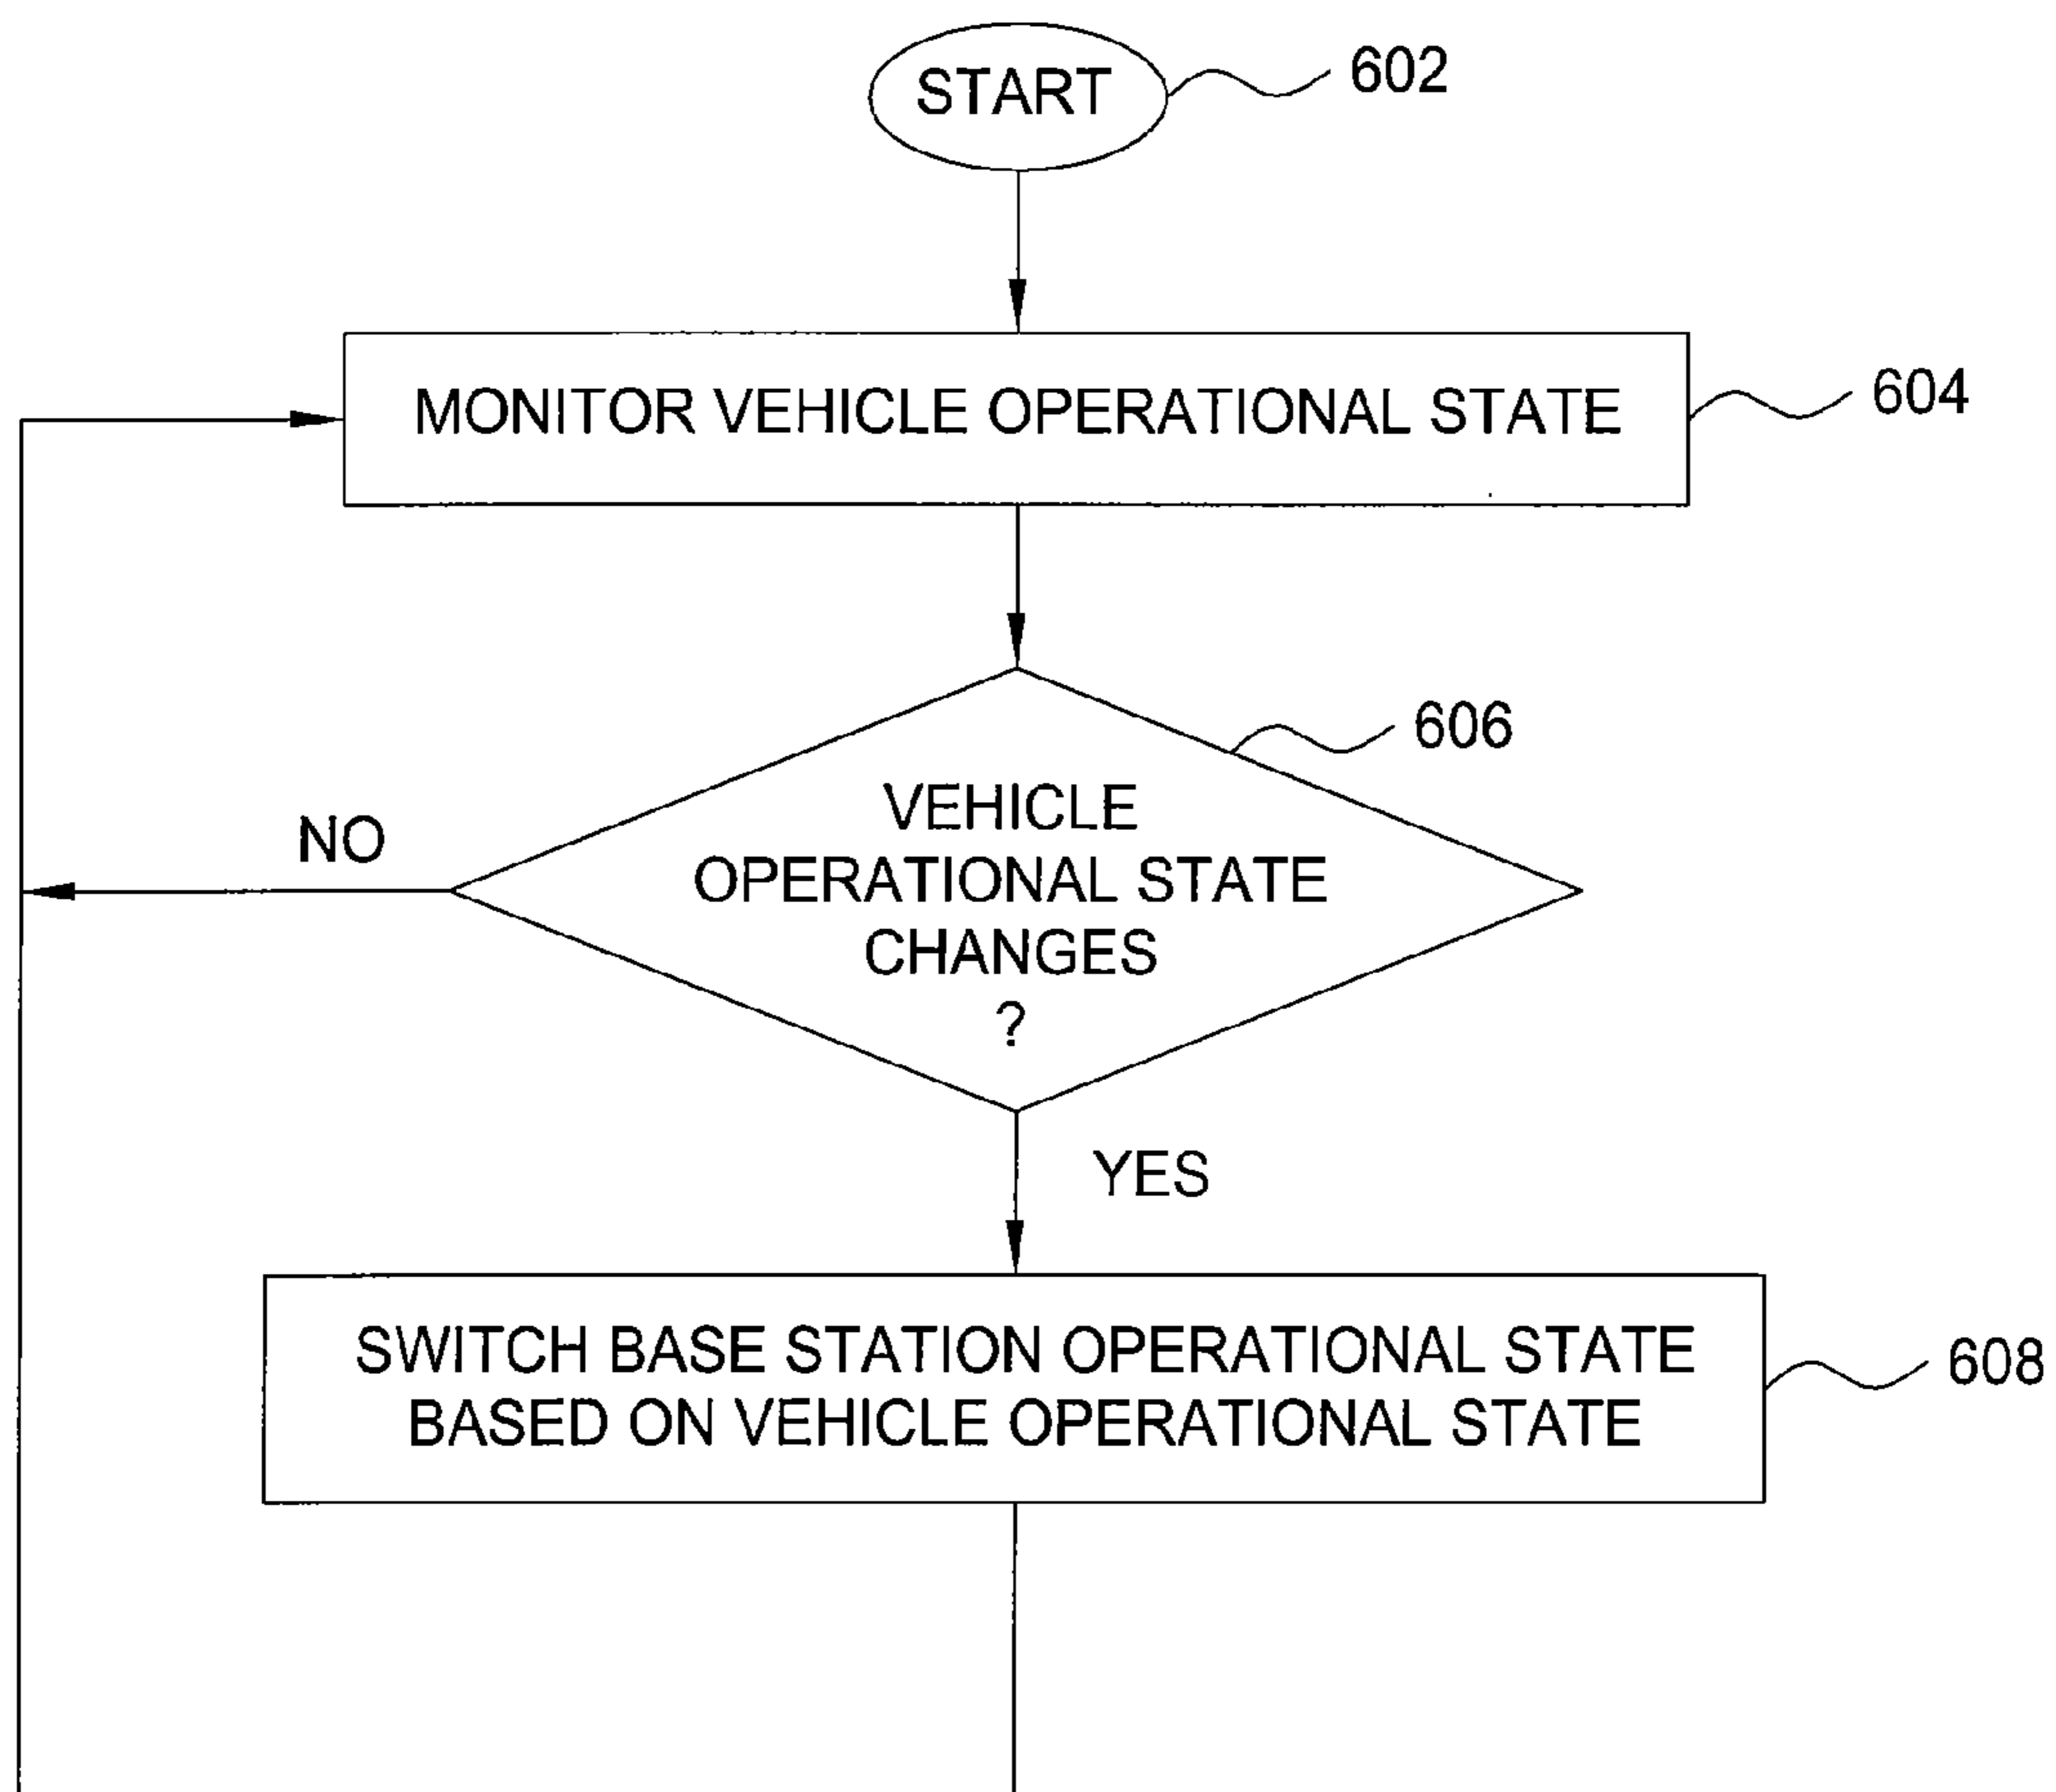 START
602
MONITOR VEHICLE OPERATIONAL STATE
604
606
VEHICLE
OPERATIONAL STATE
CHANGES
?
NO
YES
SWITCH BASE STATION OPERATIONAL STATE
BASED ON VEHICLE OPERATIONAL STATE
608